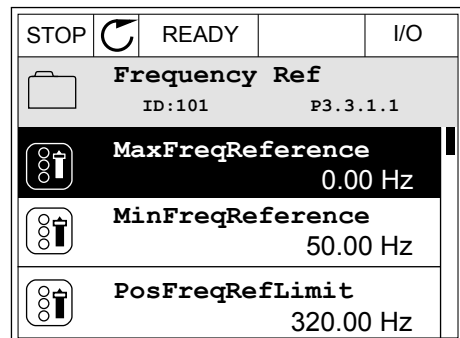 STOP READY I/O
Frequency Ref
ID:101 P3.3.1.1
MaxFreqReference
0.00 Hz
MinFreqReference
50.00 Hz
PosFreqRefLimit
320.00 Hz